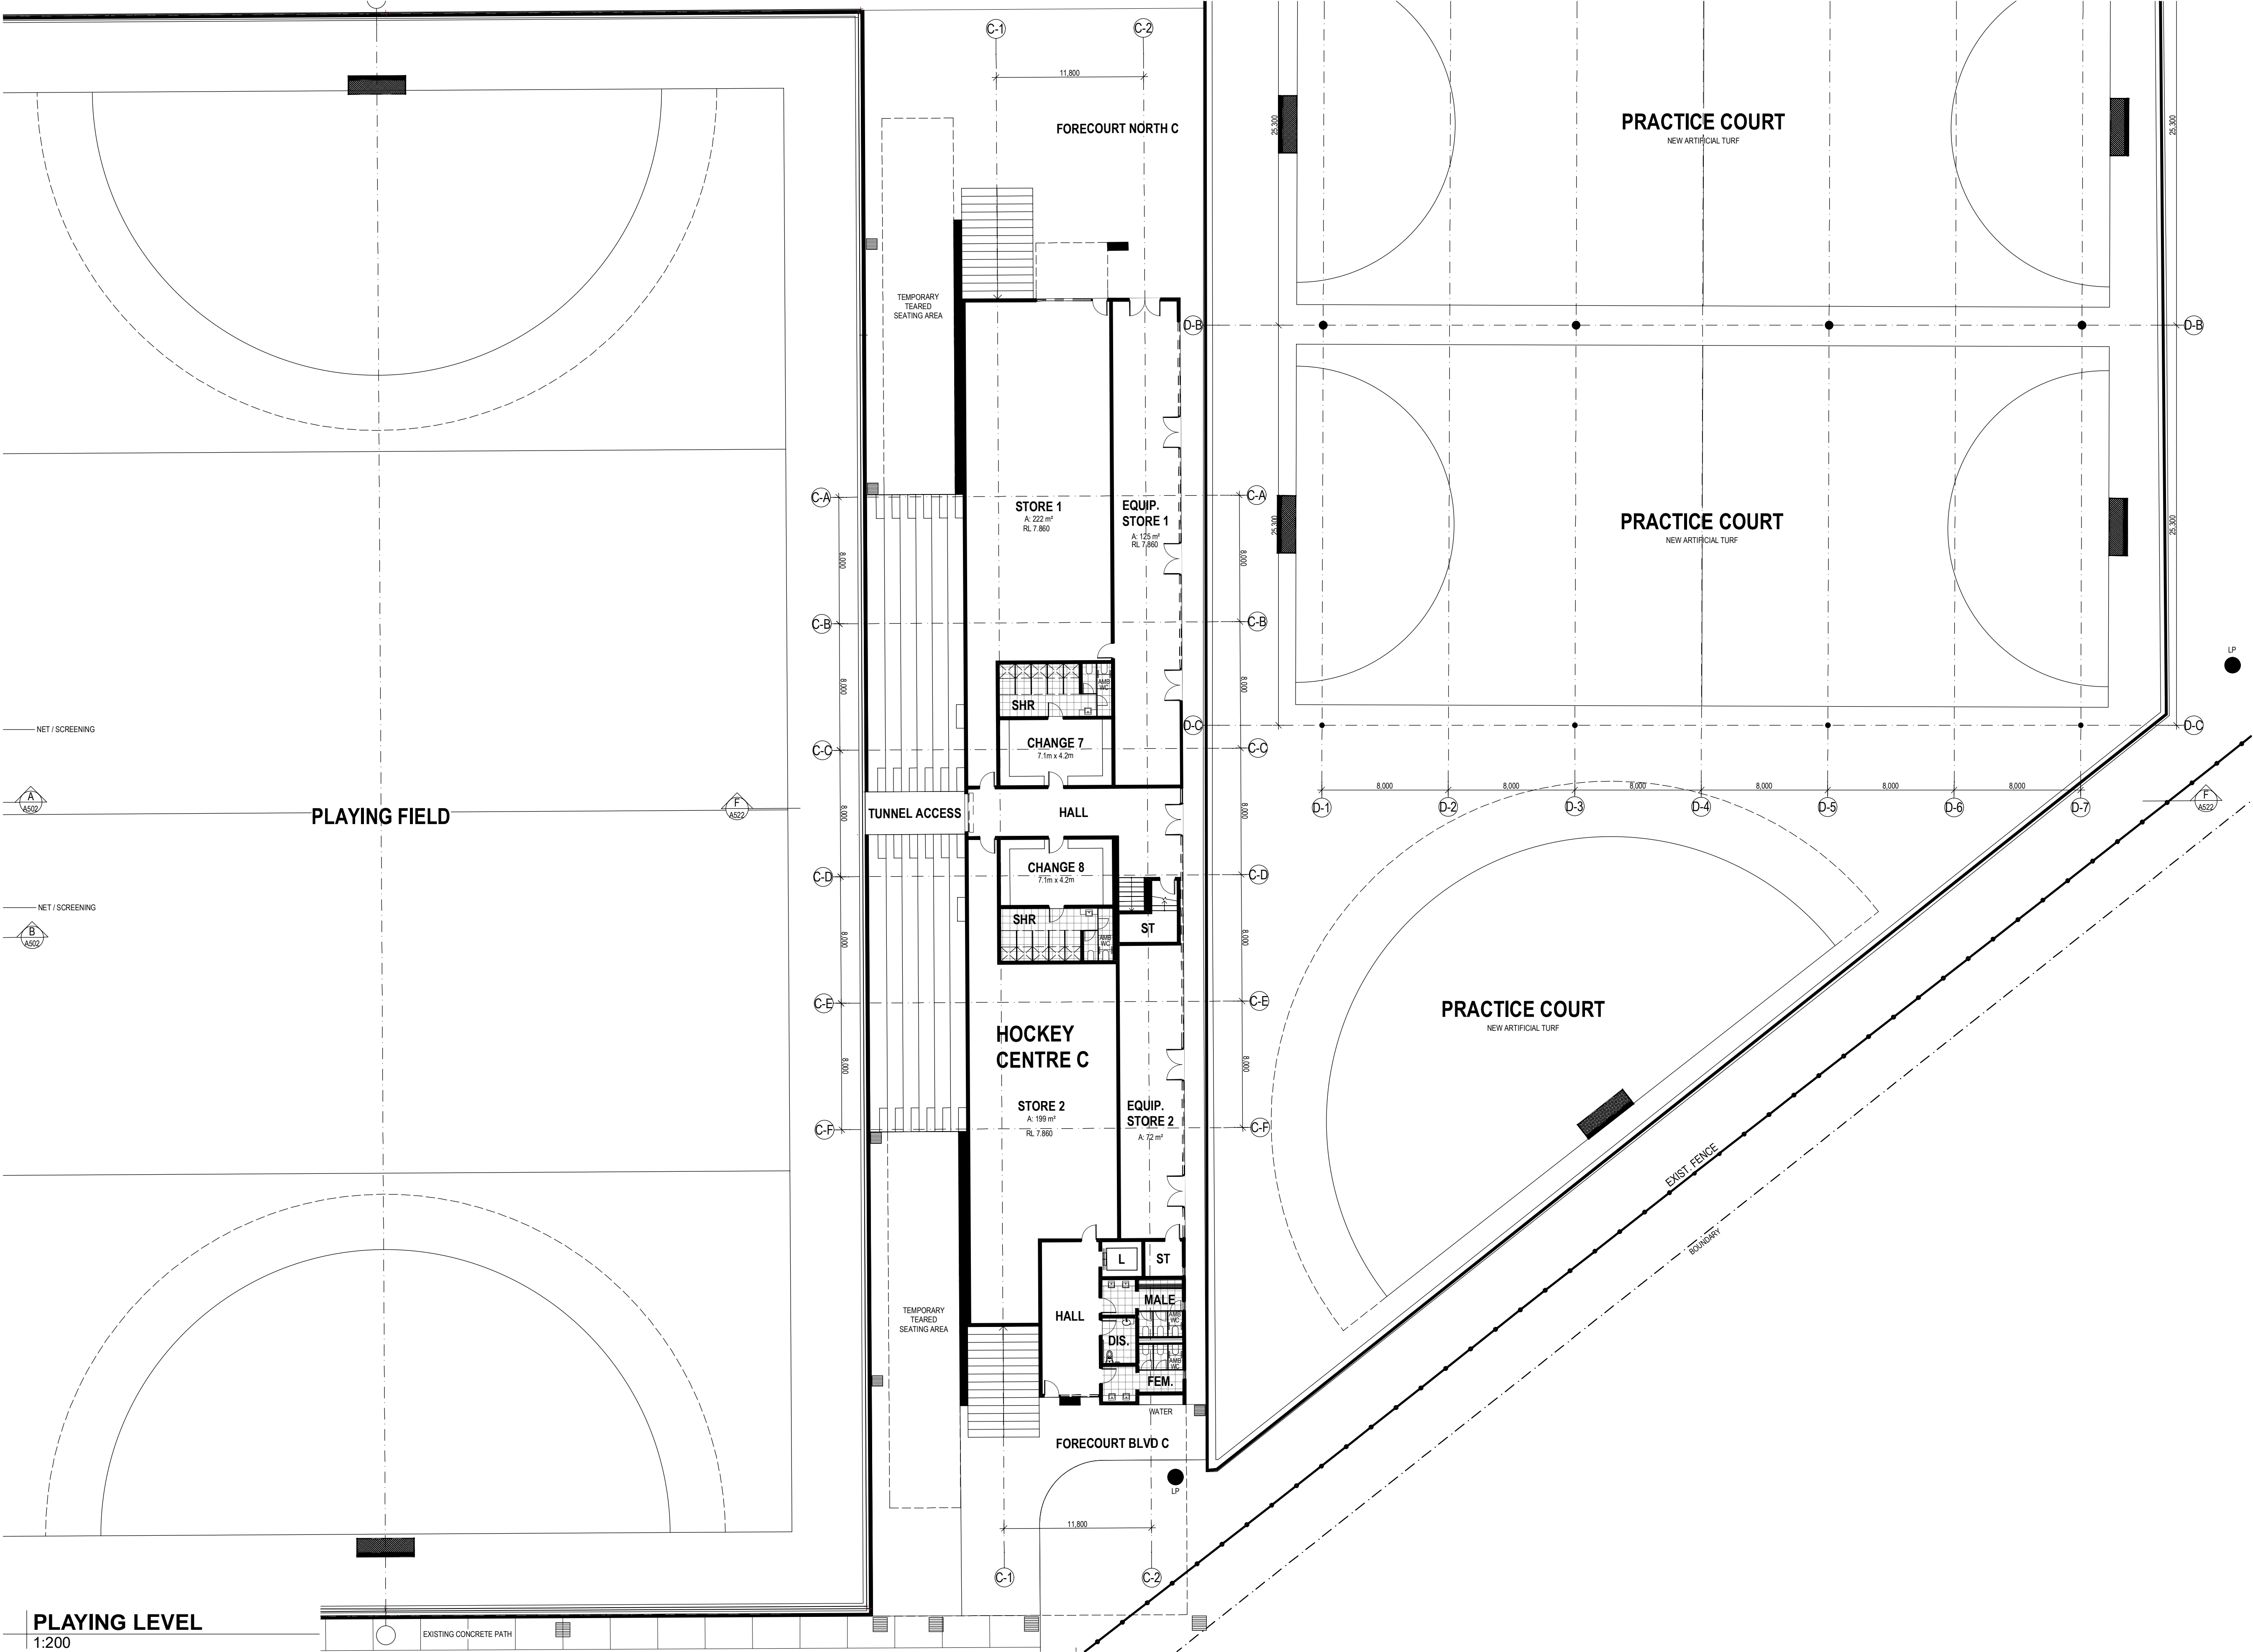 C-1
C-2
11,800
FORECOURT NORTH C
PRACTICE COURT
NEW ARTIFICIAL TURF
25,300
25,300
TEMPORARY
TEARED
SEATING AREA
D-B
D-B
C-A
C-A
STORE 1
A: 222 m²
RL 7.860
EQUIP.
STORE 1
A: 125 m²
RL 7.860
PRACTICE COURT
NEW ARTIFICIAL TURF
25,300
25,300
8,000
8,000
C-B
C-B
8,000
8,000
SHR
AMB
WC
LP
NET / SCREENING
CHANGE 7
7.1m x 4.2m
C-C
C-C
D-C
D-C
A
A502
PLAYING FIELD
F
A522
8,000
TUNNEL ACCESS
HALL
8,000
8,000
8,000
8,000
8,000
8,000
8,000
D-1
D-2
D-3
D-4
D-5
D-6
D-7
F
A522
C-D
CHANGE 8
7.1m x 4.2m
C-D
NET / SCREENING
B
A502
SHR
AMB
WC
ST
8,000
8,000
C-E
C-E
HOCKEY
CENTRE C
PRACTICE COURT
NEW ARTIFICIAL TURF
8,000
8,000
STORE 2
A: 199 m²
RL 7.860
EQUIP.
STORE 2
A: 72 m²
C-F
C-F
EXIST. FENCE
BOUNDARY
L
ST
TEMPORARY
TEARED
SEATING AREA
HALL
MALE
AMB
WC
DIS.
AMB
WC
FEM.
WATER
FORECOURT BLVD C
LP
11,800
C-1
C-2
PLAYING LEVEL
1:200
EXISTING CONCRETE PATH